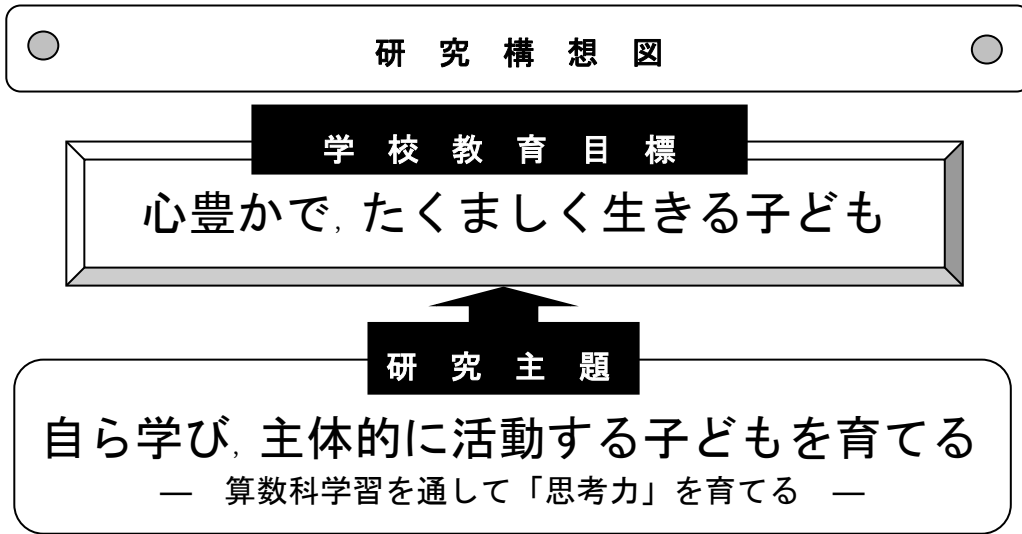 研究構想図
学校教育目標
心豊かで，たくましく生きる子ども
研究主題
自ら学び，主体的に活動する子どもを育てる
― 算数科学習を通して「思考力」を育てる ―